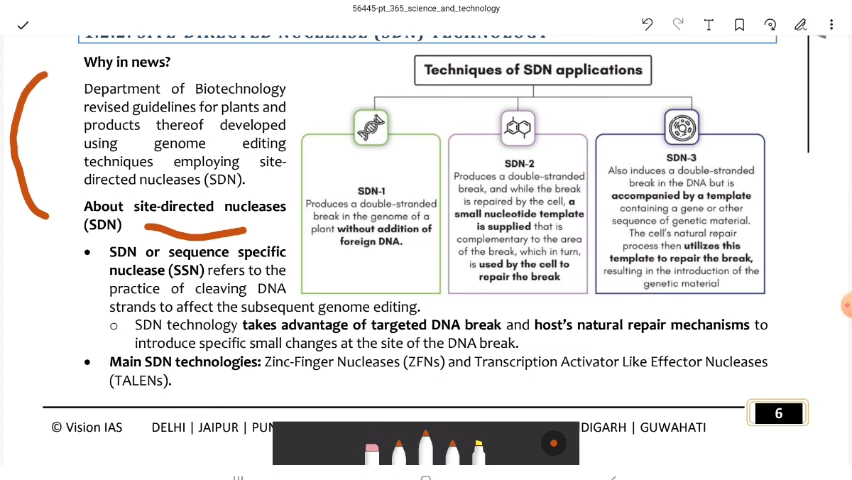 56445-pt_365_science_and_technology
1.2.2. SITE-DIRECTED NUCLEASE (SDN) TECHNOLOGY
Why in news?
Department of Biotechnology
revised guidelines for plants and
products thereof developed
using genome editing
techniques employing site-
directed nucleases (SDN).
About site-directed nucleases
(SDN)
• SDN or sequence specific
nuclease (SSN) refers to the
practice of cleaving DNA
strands to affect the subsequent genome editing.
o SDN technology takes advantage of targeted DNA break and host's natural repair mechanisms to
introduce specific small changes at the site of the DNA break.
• Main SDN technologies: Zinc-Finger Nucleases (ZFNs) and Transcription Activator Like Effector Nucleases
(TALENs).
Techniques of SDN applications
SDN-1
Produces a double-stranded
break in the genome of a
plant without addition of
foreign DNA.
SDN-2
Produces a double-stranded
break, and while the break
is repaired by the cell, a
small nucleotide template
is supplied that is
complementary to the area
of the break, which in turn,
is used by the cell to
repair the break
SDN-3
Also induces a double-stranded
break in the DNA but is
accompanied by a template
containing a gene or other
sequence of genetic material.
The cell's natural repair
process then utilizes this
template to repair the break,
resulting in the introduction of the
genetic material
6
© Vision IAS DELHI | JAIPUR | PUN DIGARH | GUWAHATI